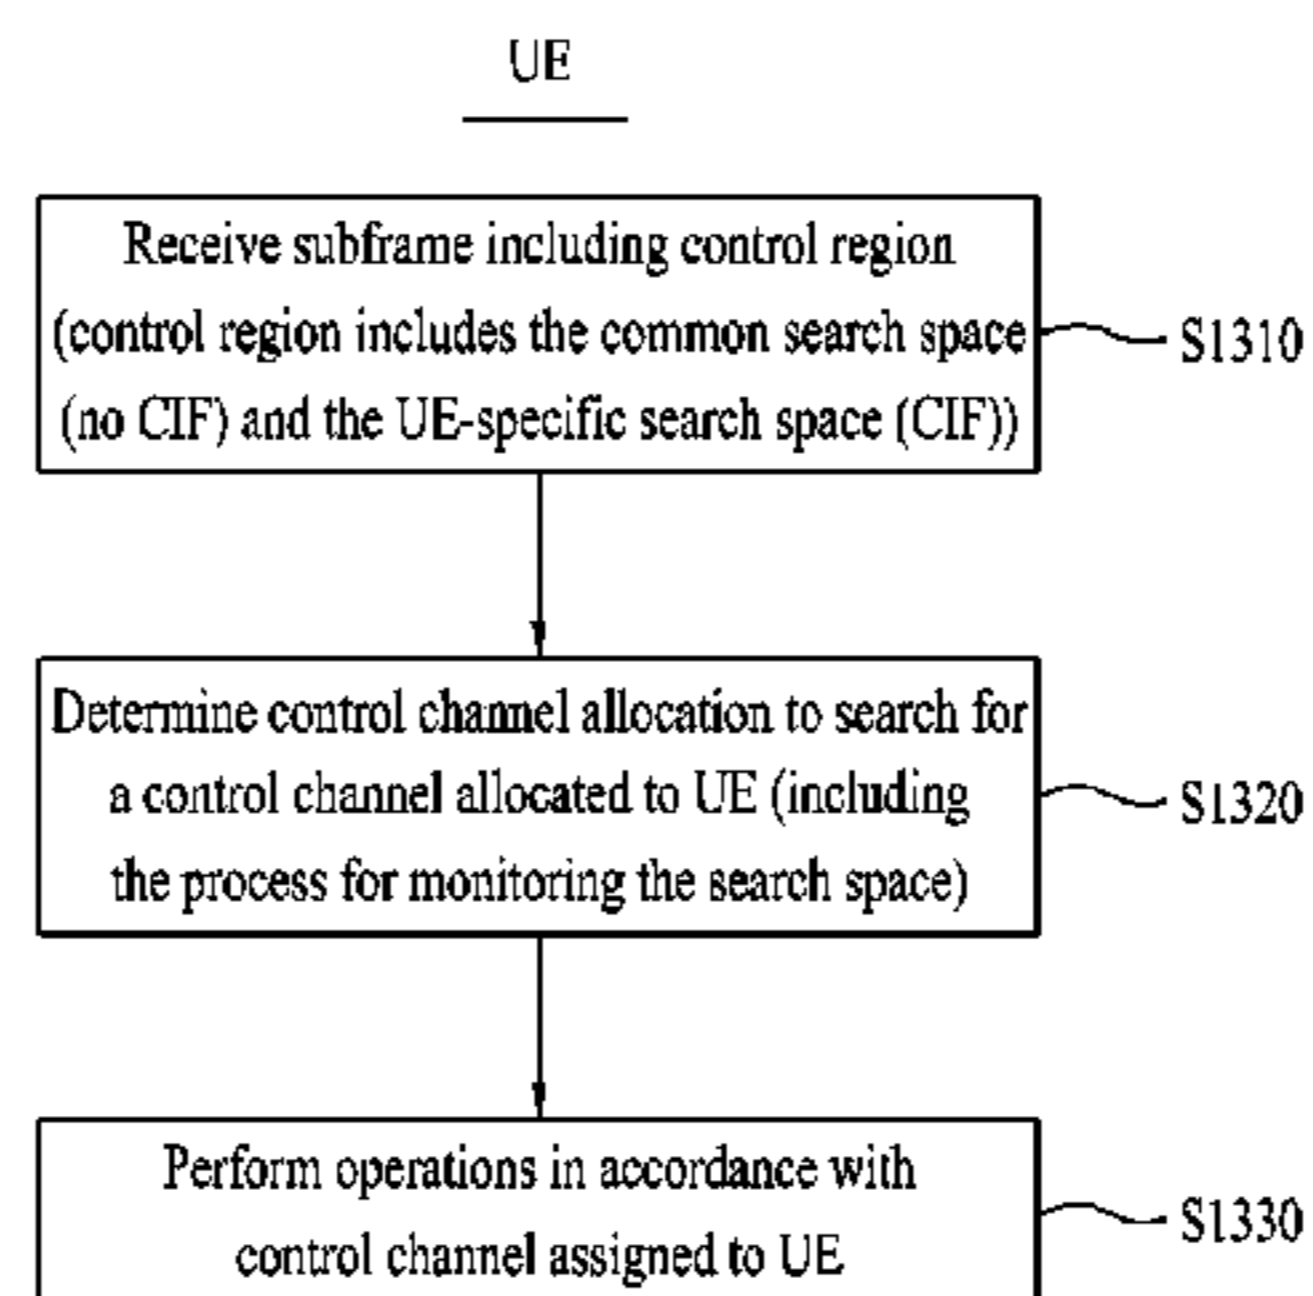 UE
Receive subframe including control region
(control region includes the common search space
(no CIF) and the UE-specific search space (CIF))
S1310
Determine control channel allocation to search for
a control channel allocated to UE (including
the process for monitoring the search space)
S1320
Perform operations in accordance with
control channel assigned to UE
S1330